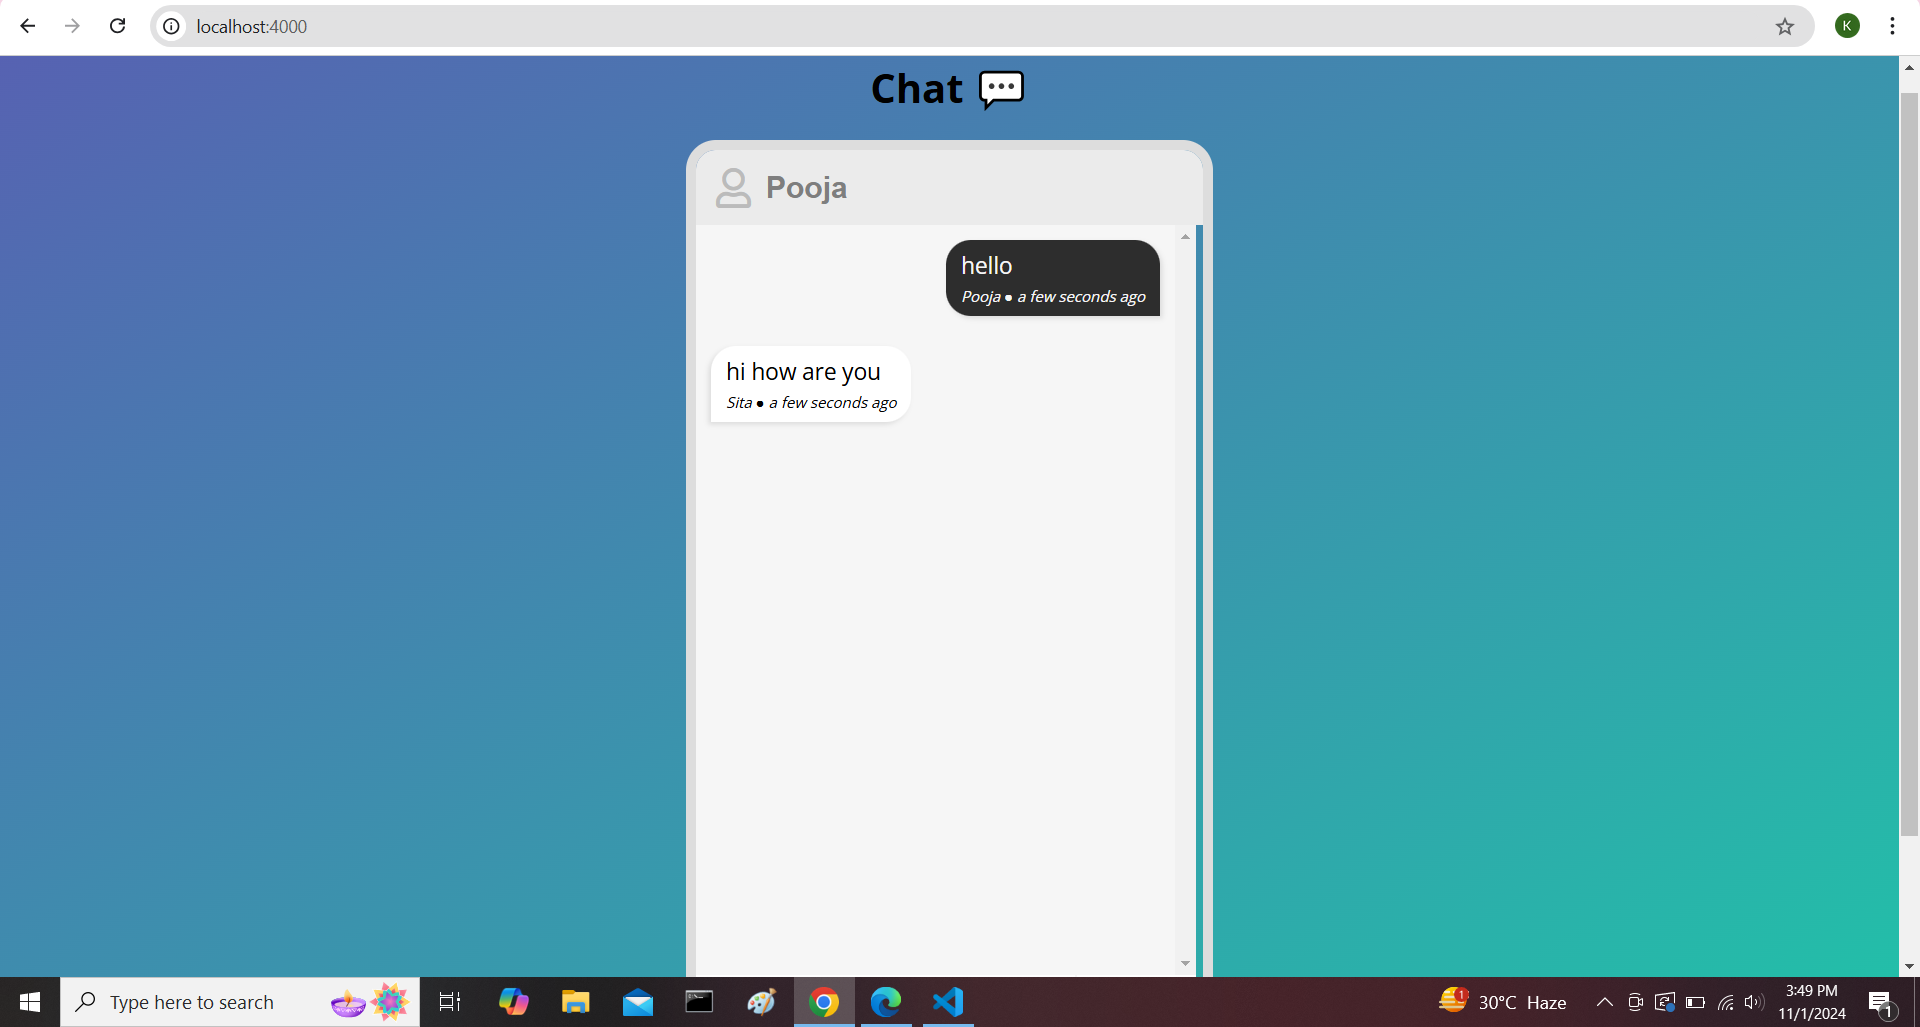 localhost:4000
K
Chat
Pooja
hello
Pooja ● a few seconds ago
hi how are you
Sita ● a few seconds ago
Type here to search
1
30°C Haze
3:49 PM
11/1/2024
1